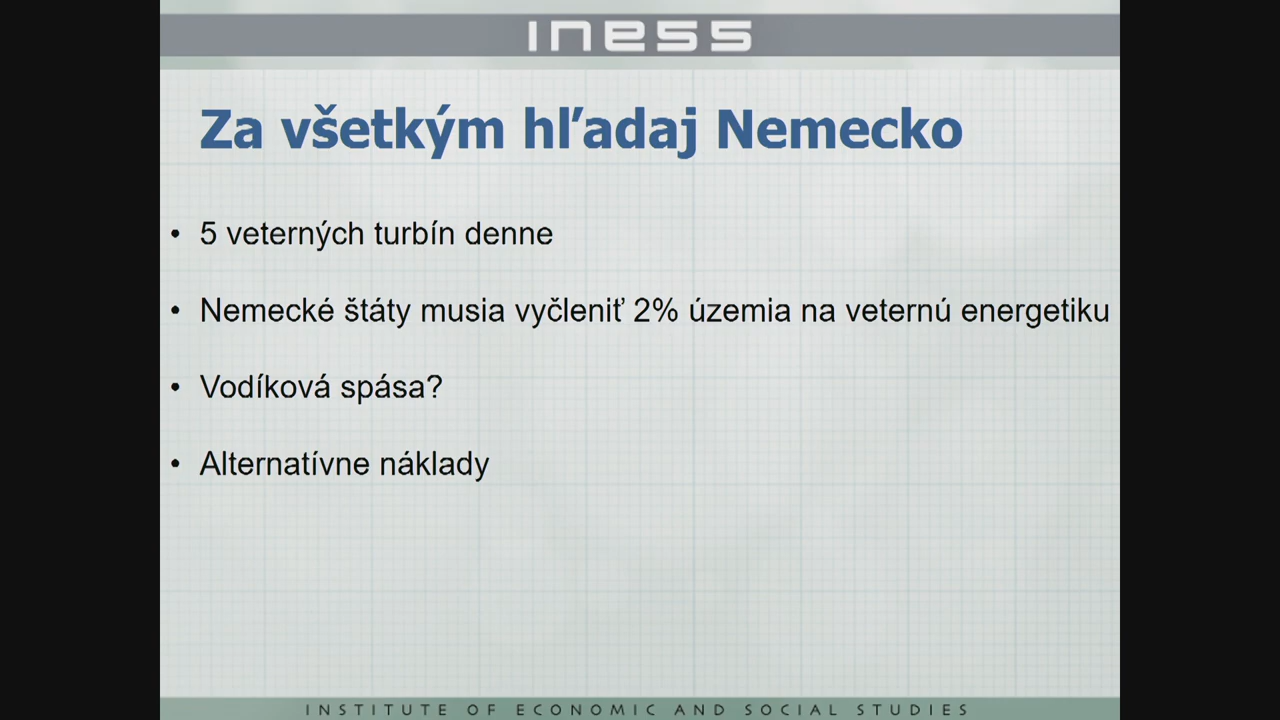 iness
Za všetkým hľadaj Nemecko
• 5 veterných turbín denne
• Nemecké štáty musia vyčleniť 2% územia na veternú energetiku
• Vodíková spása?
• Alternatívne náklady
INSTITUTE OF ECONOMIC AND SOCIAL STUDIES